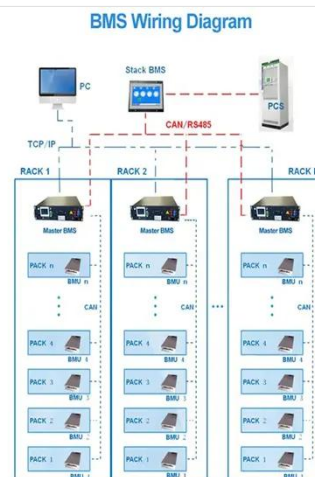 BMS Wiring Diagram
Stack BMS
PC
PCS
CAN/RS485
TCP/IP
RACK 1
RACK 2
RACK
Master BMS
Master BMS
Master BMS
PACK n
BMU n
PACK n
BMU n
PACK n
BMU n
CAN
CAN
CAN
PACK 4
BMU 4
PACK 4
BMU 4
PACK 4
BMU 4
PACK 3
BMU 3
PACK 3
BMU 3
PACK 3
BMU 3
PACK 2
BMU 2
PACK 2
BMU 2
PACK 2
BMU 2
PACK 1
PACK 1
PACK 1